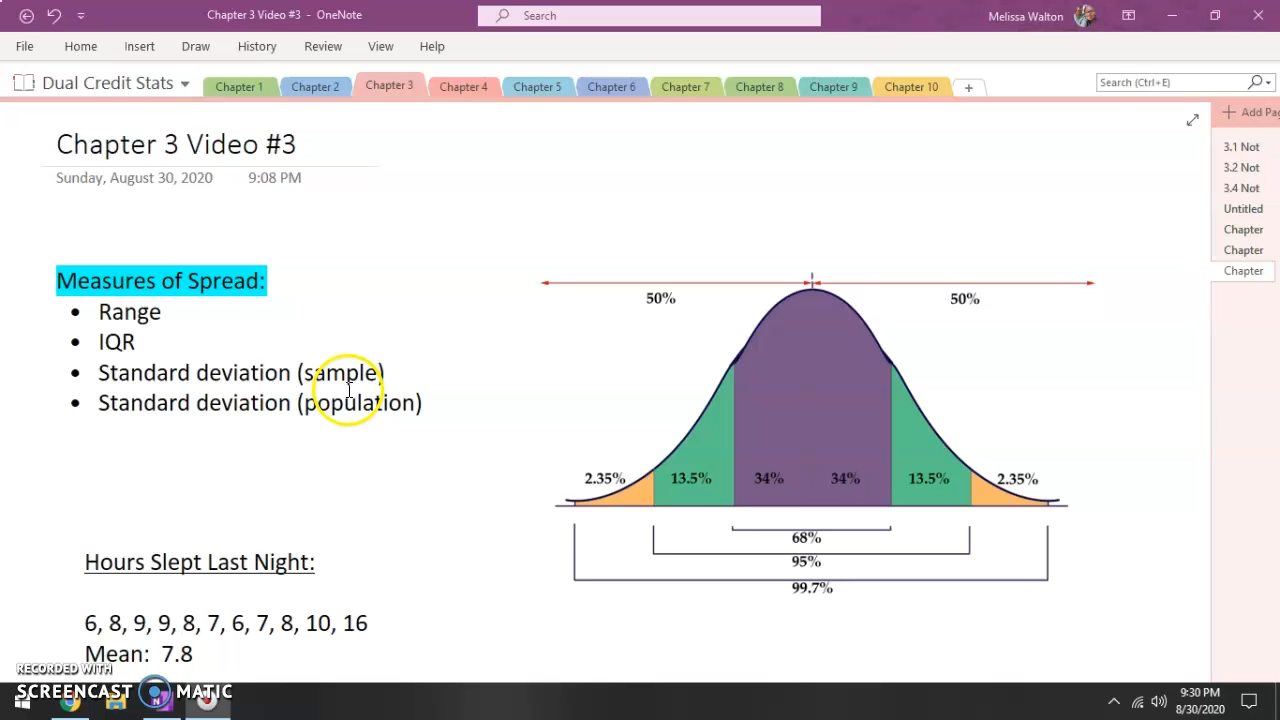 Chapter 3 Video #3 - OneNote
Search
Melissa Walton
File Home Insert Draw History Review View Help
Dual Credit Stats
Chapter 1 Chapter 2 Chapter 3 Chapter 4 Chapter 5 Chapter 6 Chapter 7 Chapter 8 Chapter 9 Chapter 10 +
Search (Ctrl+E)
Add Pag
Chapter 3 Video #3
Sunday, August 30, 2020 9:08 PM
3.1 Not
3.2 Not
3.4 Not
Untitled
Chapter
Chapter
Chapter
Measures of Spread:
• Range
• IQR
• Standard deviation (sample)
• Standard deviation (population)
50% 50%
2.35% 13.5% 34% 34% 13.5% 2.35%
68%
95%
99.7%
Hours Slept Last Night:
6, 8, 9, 9, 8, 7, 6, 7, 8, 10, 16
Mean: 7.8
RECORDED WITH
SCREENCAST MATIC
9:30 PM
8/30/2020